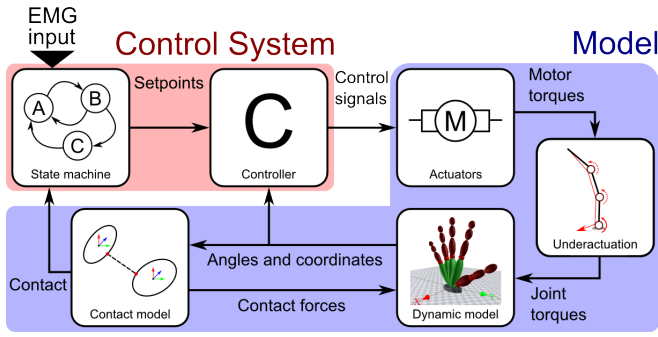 EMG
input
Control System
Model
Setpoints
Control
signals
Motor
torques
A
B
C
State machine
C
Controller
M
Actuators
Underactuation
Angles and coordinates
Contact
Contact model
Contact forces
Dynamic model
Joint
torques